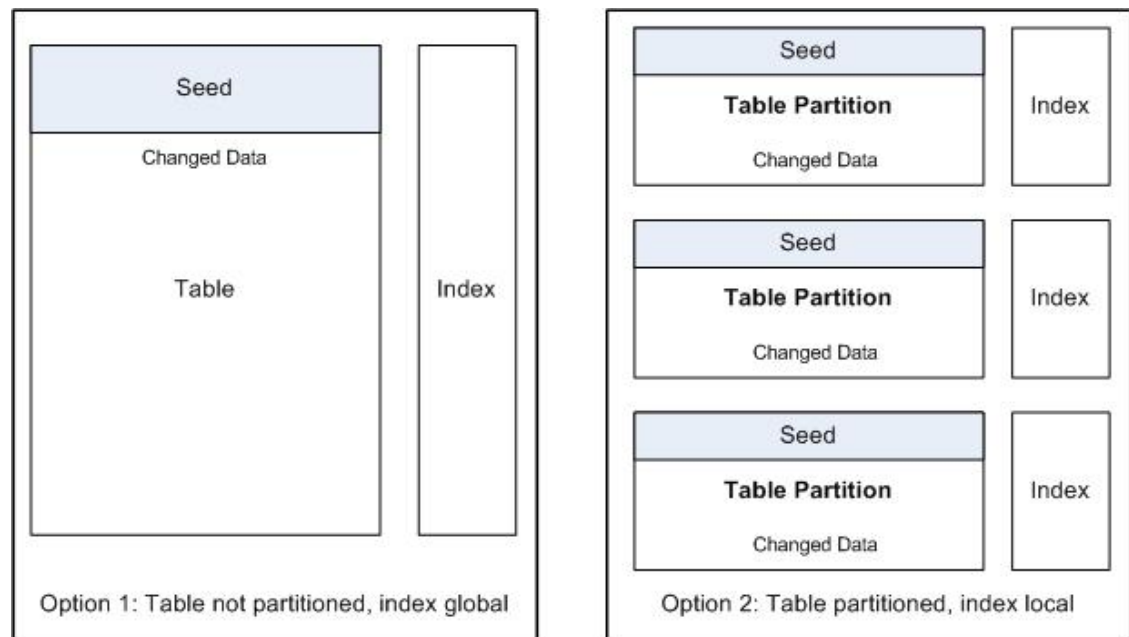 Seed
Changed Data
Table
Index
Option 1: Table not partitioned, index global
Seed
Table Partition
Changed Data
Index
Seed
Table Partition
Changed Data
Index
Seed
Table Partition
Changed Data
Index
Option 2: Table partitioned, index local